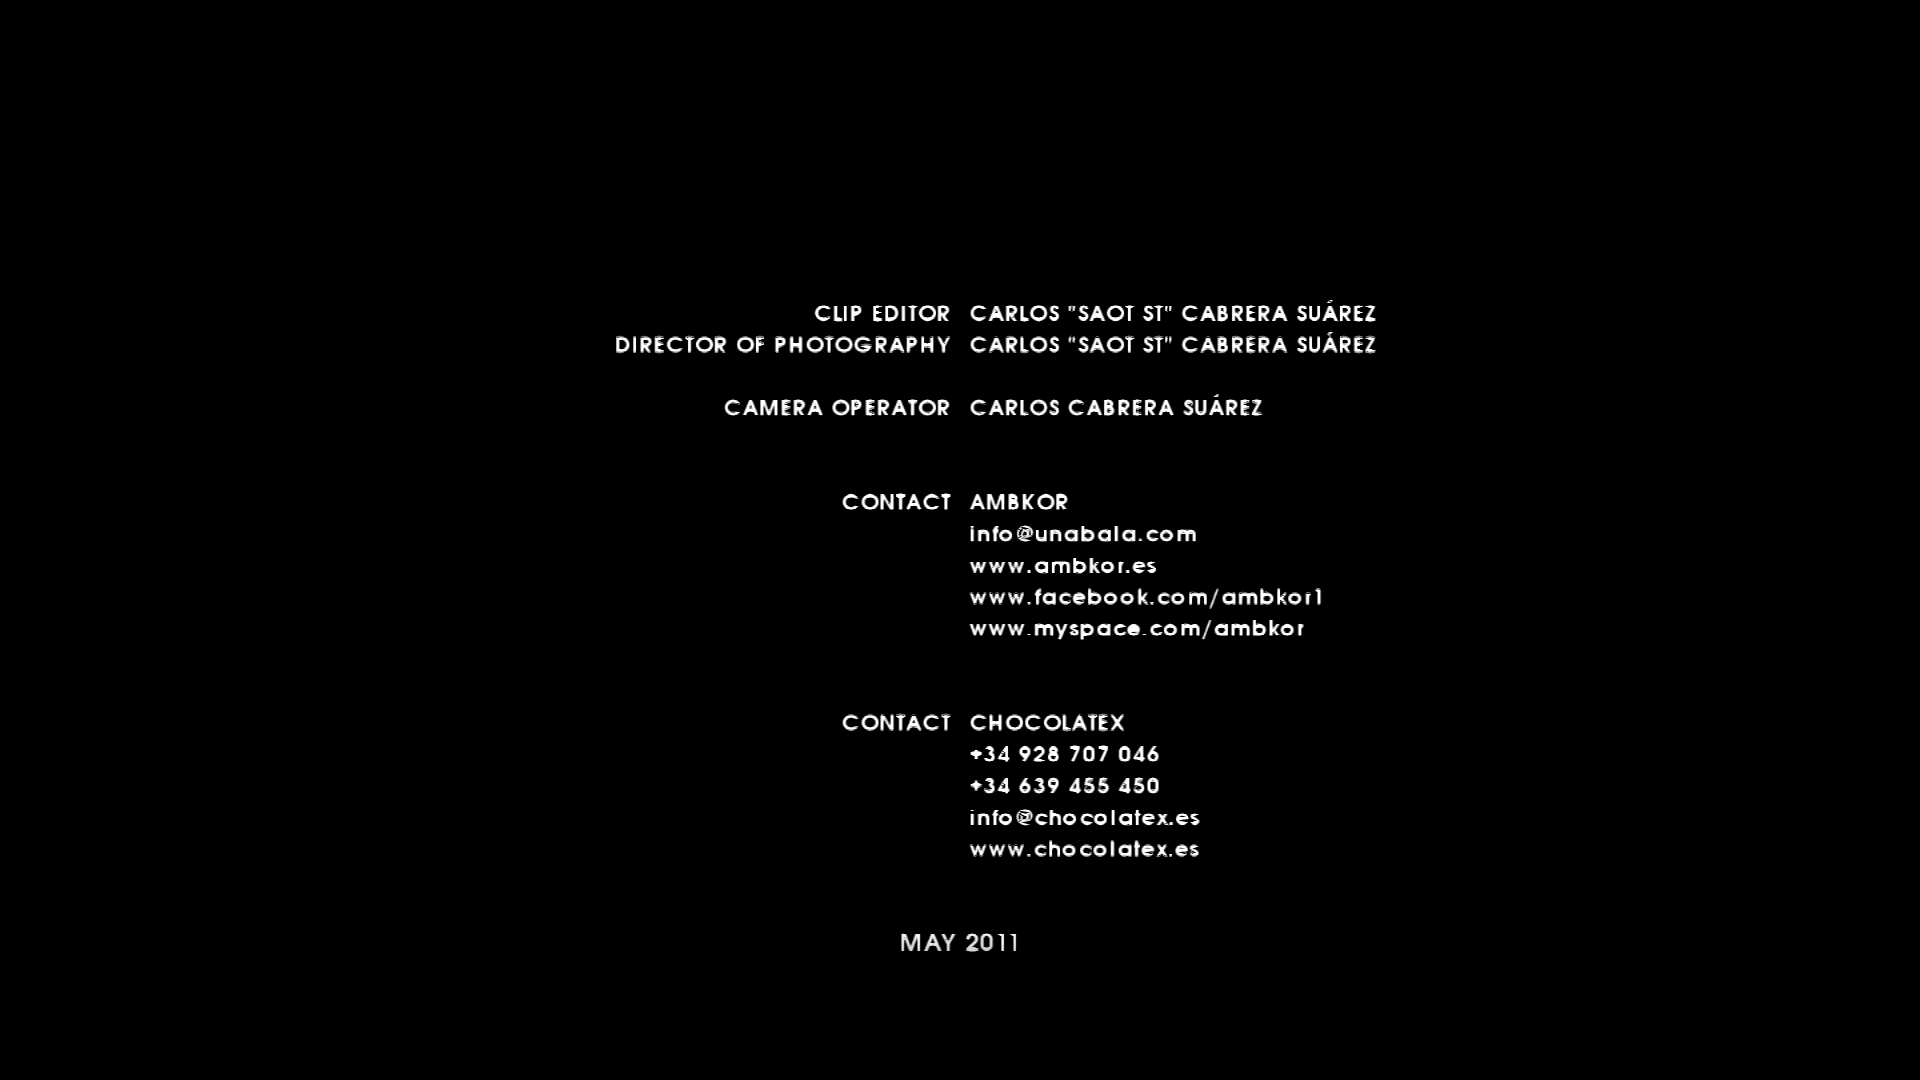 CLIP EDITOR CARLOS "SAOT ST" CABRERA SUÁREZ
DIRECTOR OF PHOTOGRAPHY CARLOS "SAOT ST" CABRERA SUÁREZ
CAMERA OPERATOR CARLOS CABRERA SUÁREZ
CONTACT AMBKOR
info@unabala.com
www.ambkor.es
www.facebook.com/ambkor1
www.myspace.com/ambkor
CONTACT CHOCOLATEX
+34 928 707 046
+34 639 455 450
info@chocolatex.es
www.chocolatex.es
MAY 2011